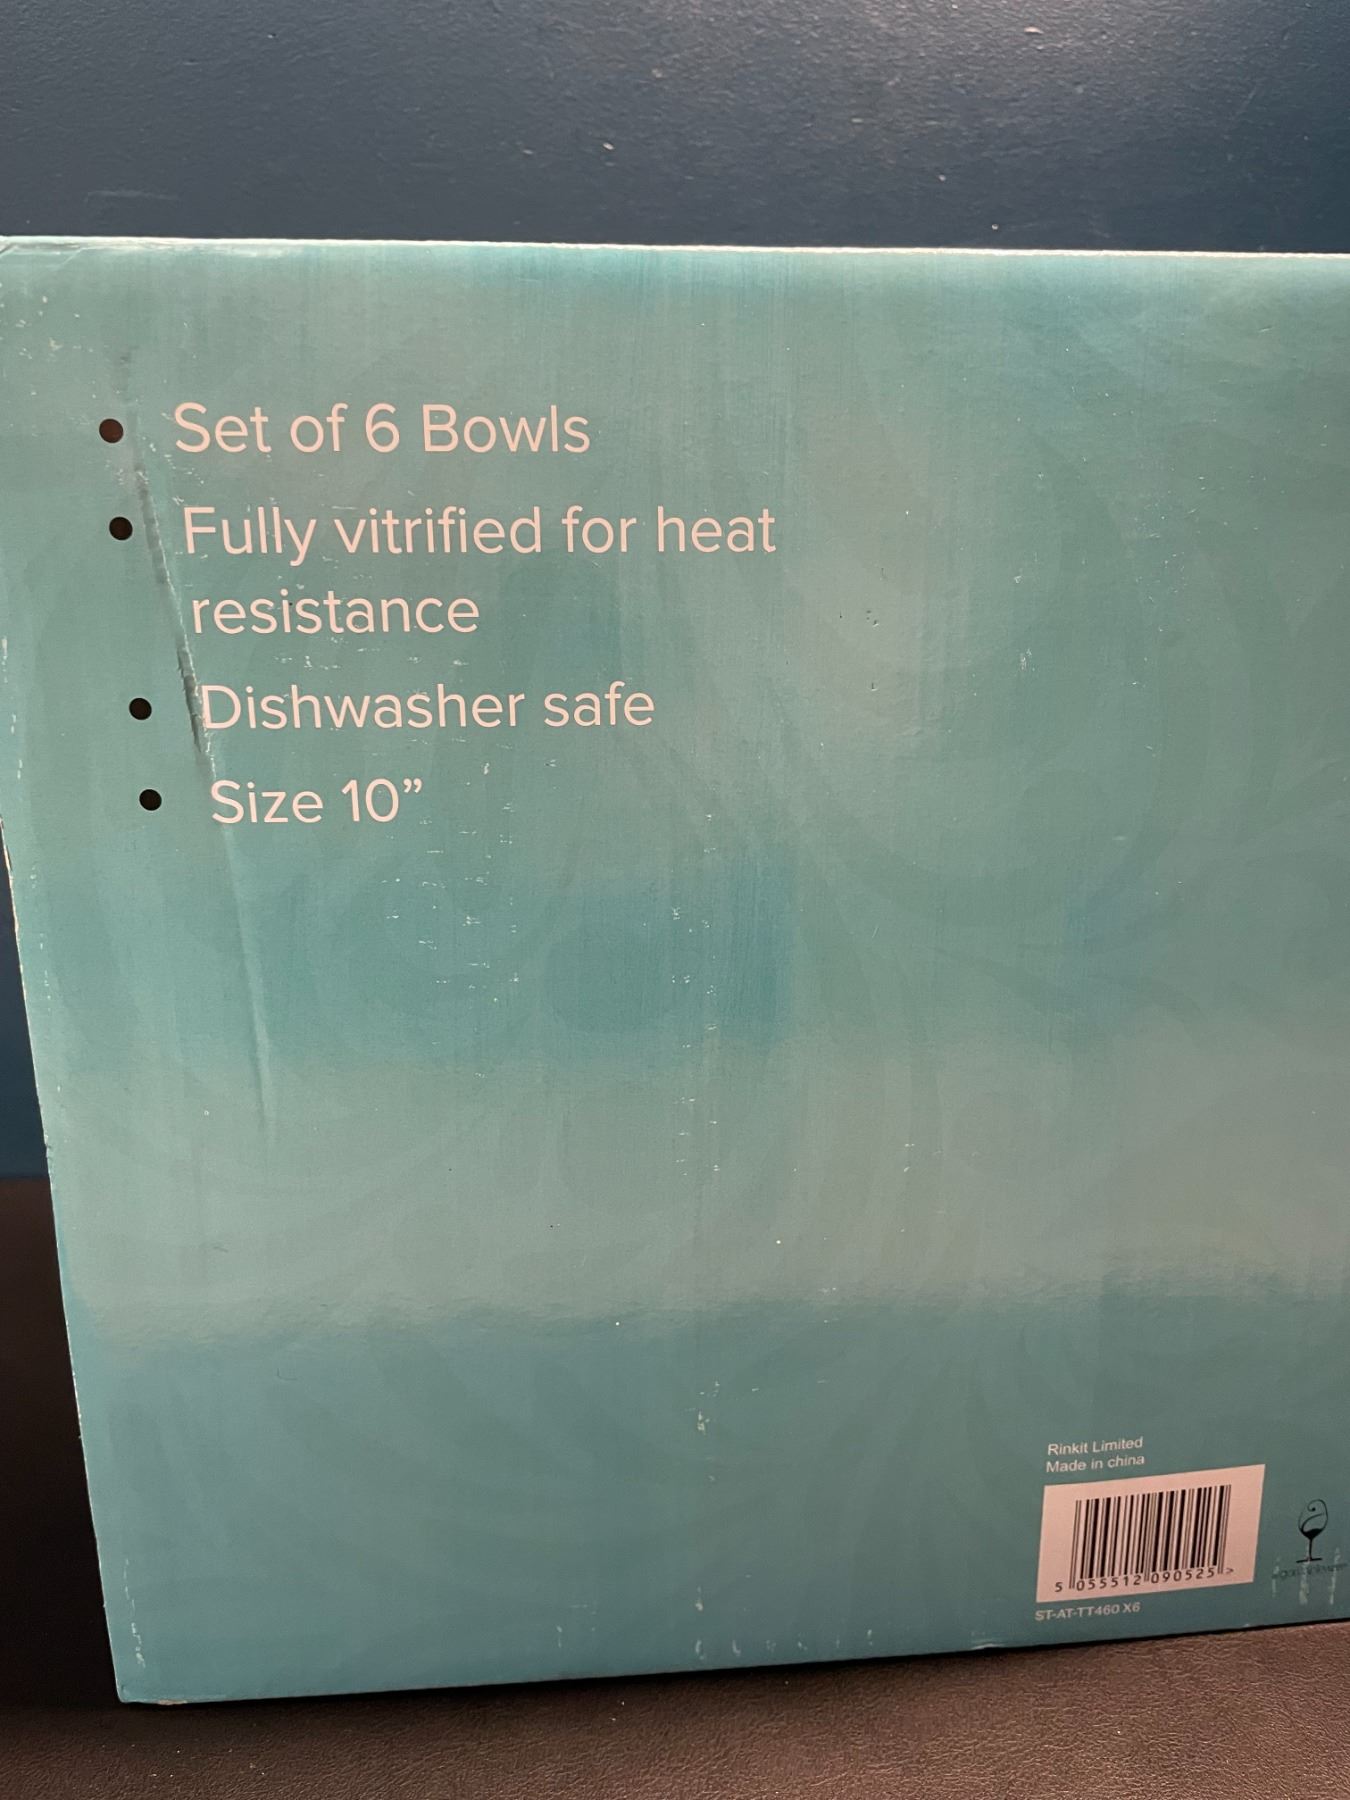 • Set of 6 Bowls
• Fully vitrified for heat
resistance
• Dishwasher safe
• Size 10”
Rinkit Limited
Made in china
5 055512 090525 >
ST-AT-TT460 X6